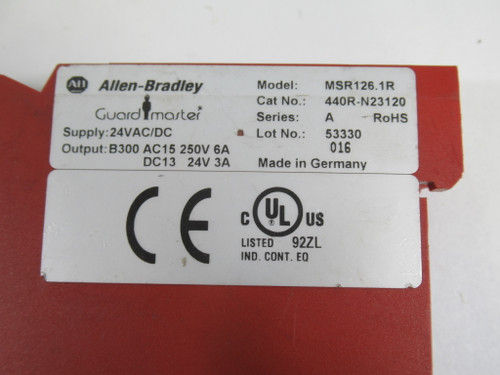 AB Allen-Bradley
Guardmaster
Supply: 24VAC/DC
Output: B300 AC15 250V 6A
DC13 24V 3A
Model: MSR126.1R
Cat No.: 440R-N23120
Series: A RoHS
Lot No.: 53330
016
Made in Germany
CE
C UL US
LISTED 92ZL
IND. CONT. EQ